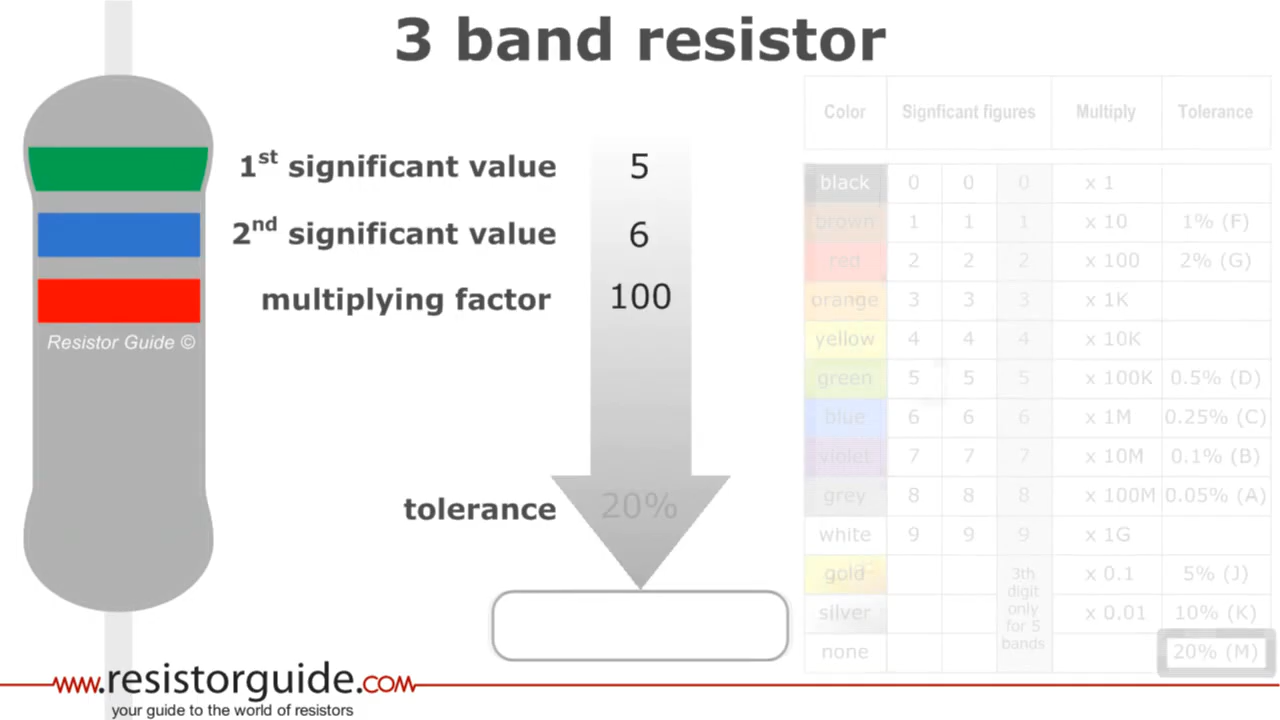 3 band resistor
1st significant value 5
2nd significant value 6
multiplying factor 100
Resistor Guide ©
tolerance 20%
Color Signficant figures Multiply Tolerance
black 0 0 0 x 1
brown 1 1 1 x 10 1% (F)
red 2 2 2 x 100 2% (G)
orange 3 3 3 x 1K
yellow 4 4 4 x 10K
green 5 5 5 x 100K 0.5% (D)
blue 6 6 6 x 1M 0.25% (C)
violet 7 7 7 x 10M 0.1% (B)
grey 8 8 8 x 100M 0.05% (A)
white 9 9 9 x 1G
gold x 0.1 5% (J)
silver x 0.01 10% (K)
none 20% (M)
3th
digit
only
for 5
bands
www.resistorguide.com
your guide to the world of resistors